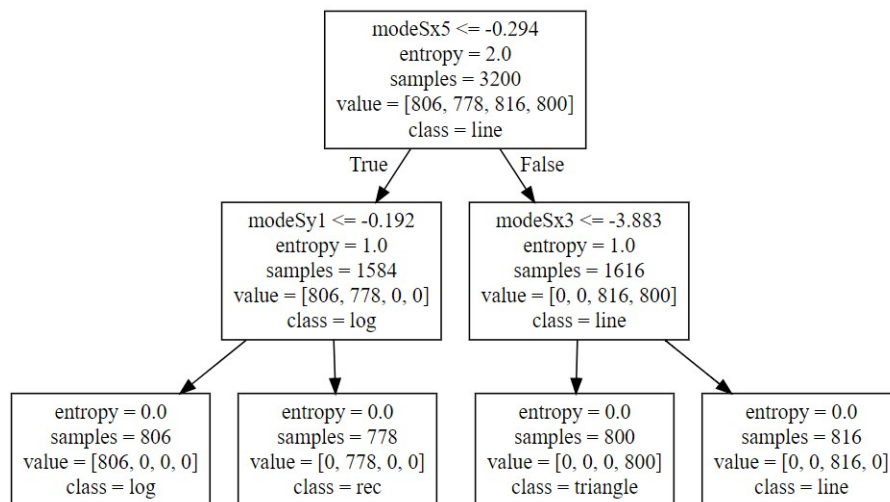 modeSx5 <= -0.294
entropy = 2.0
samples = 3200
value = [806, 778, 816, 800]
class = line
True
False
modeSy1 <= -0.192
entropy = 1.0
samples = 1584
value = [806, 778, 0, 0]
class = log
modeSx3 <= -3.883
entropy = 1.0
samples = 1616
value = [0, 0, 816, 800]
class = line
entropy = 0.0
samples = 806
value = [806, 0, 0, 0]
class = log
entropy = 0.0
samples = 778
value = [0, 778, 0, 0]
class = rec
entropy = 0.0
samples = 800
value = [0, 0, 0, 800]
class = triangle
entropy = 0.0
samples = 816
value = [0, 0, 816, 0]
class = line